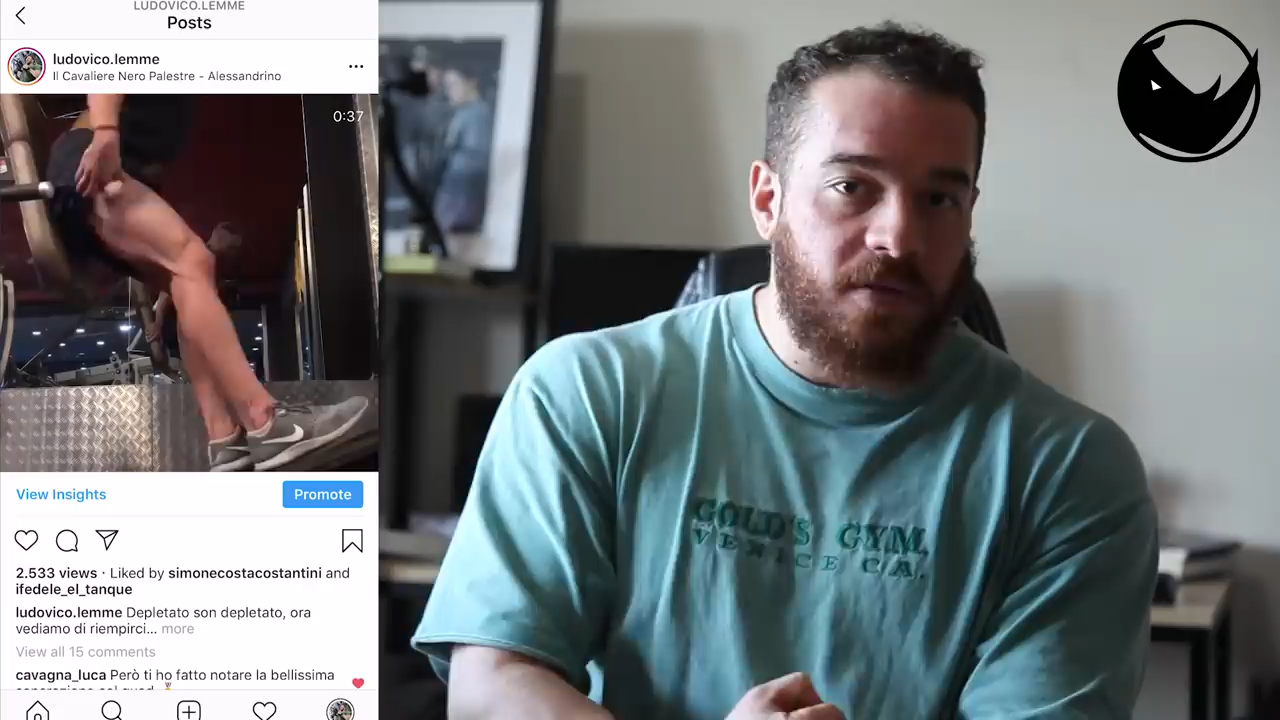 LUDOVICO.LEMME
Posts
ludovico.lemme
Il Cavaliere Nero Palestre - Alessandrino
0:37
View Insights
Promote
2.533 views · Liked by simonecostacostantini and
ifedele_el_tanque
ludovico.lemme Depletato son depletato, ora
vediamo di riempirci... more
View all 15 comments
cavagna_luca Però ti ho fatto notare la bellissima
GOLD'S GYM
VENICE CA.